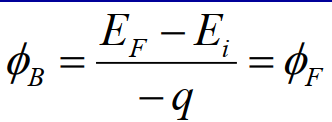 ϕ_B = (E_F − E_i) / (−q) = ϕ_F